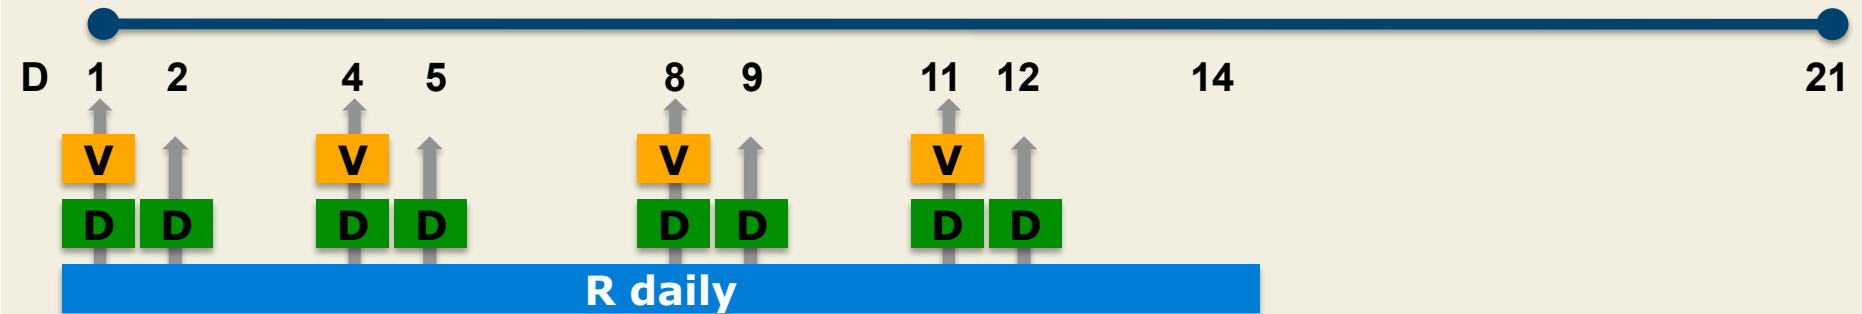 D 1 2 4 5 8 9 11 12 14 21
V V V V
D D D D D D D D
R daily